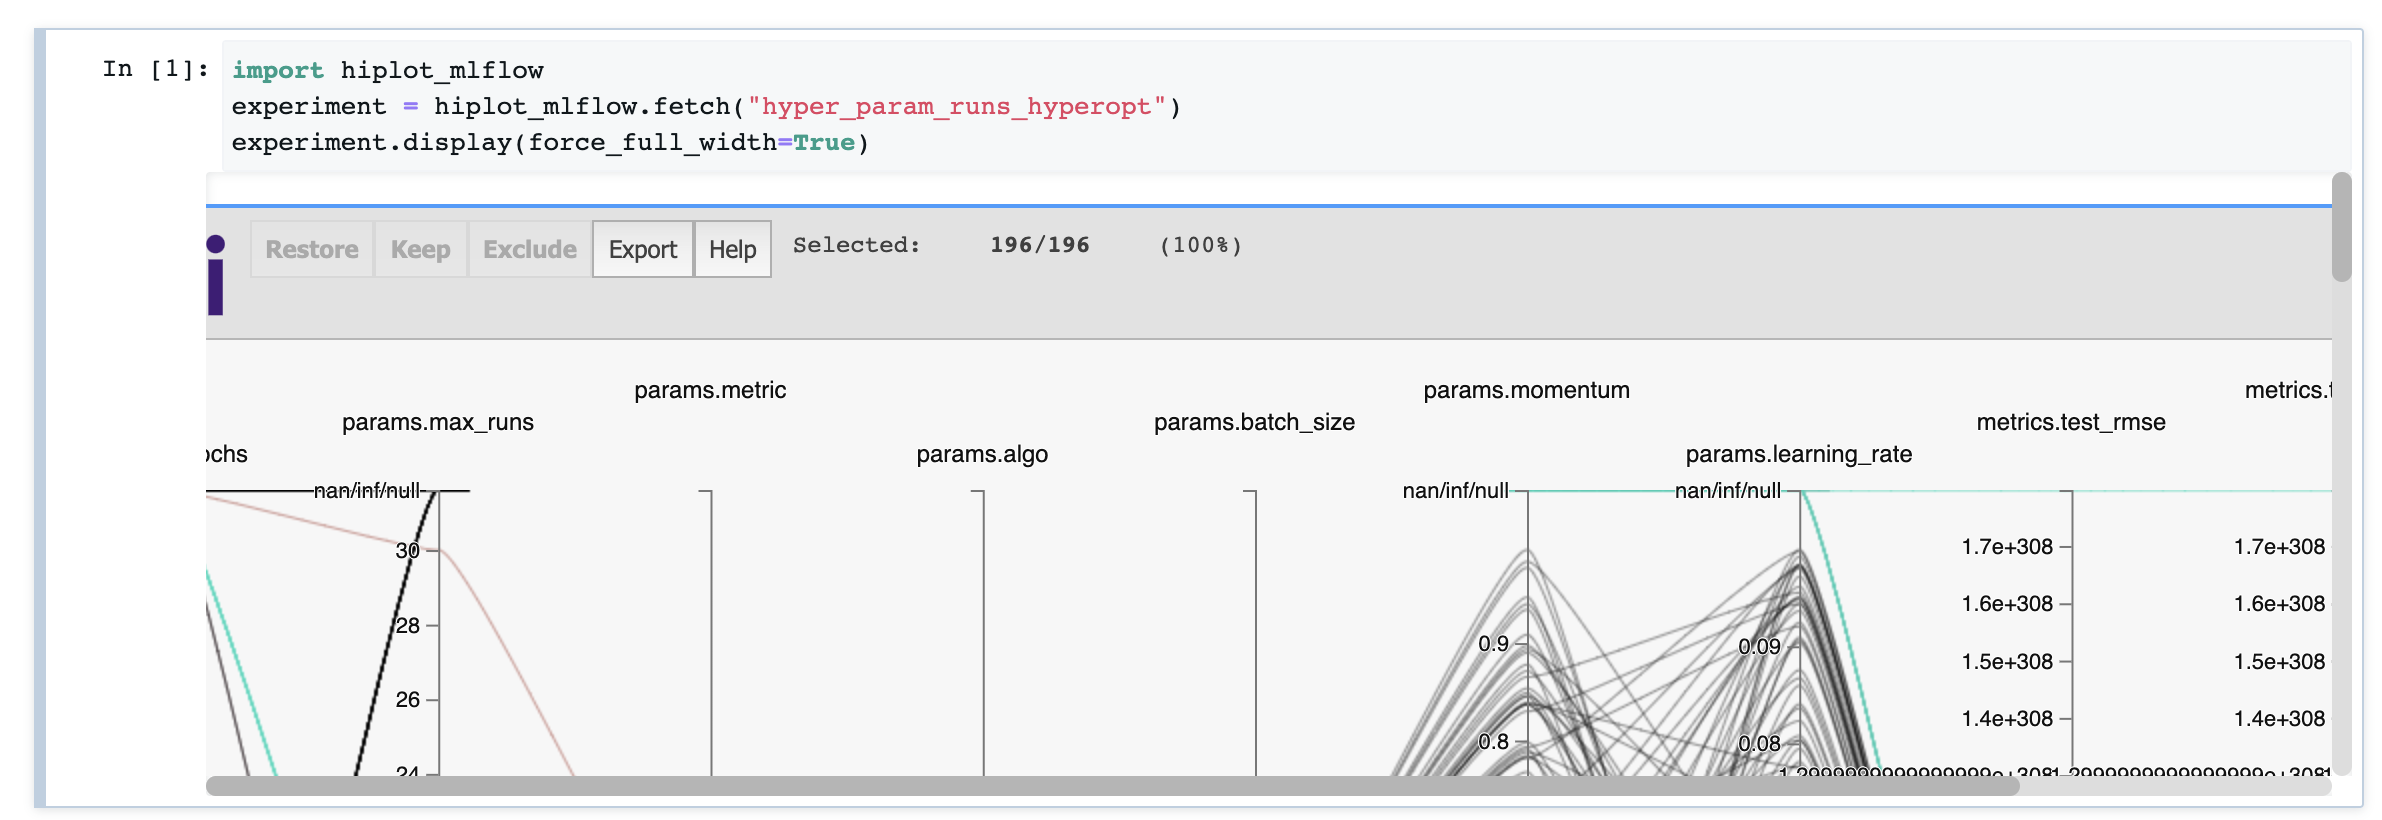 In [1]: import hiplot_mlflow
experiment = hiplot_mlflow.fetch("hyper_param_runs_hyperopt")
experiment.display(force_full_width=True)
i Restore Keep Exclude Export Help Selected: 196/196 (100%)
params.metric params.momentum metrics.t
params.max_runs params.batch_size metrics.test_rmse
ochs params.algo params.learning_rate
nan/inf/null nan/inf/null nan/inf/null
30 1.7e+308 1.7e+308
28 1.6e+308 1.6e+308
0.9 0.09 1.5e+308 1.5e+308
26 1.4e+308 1.4e+308
0.8 0.08
24